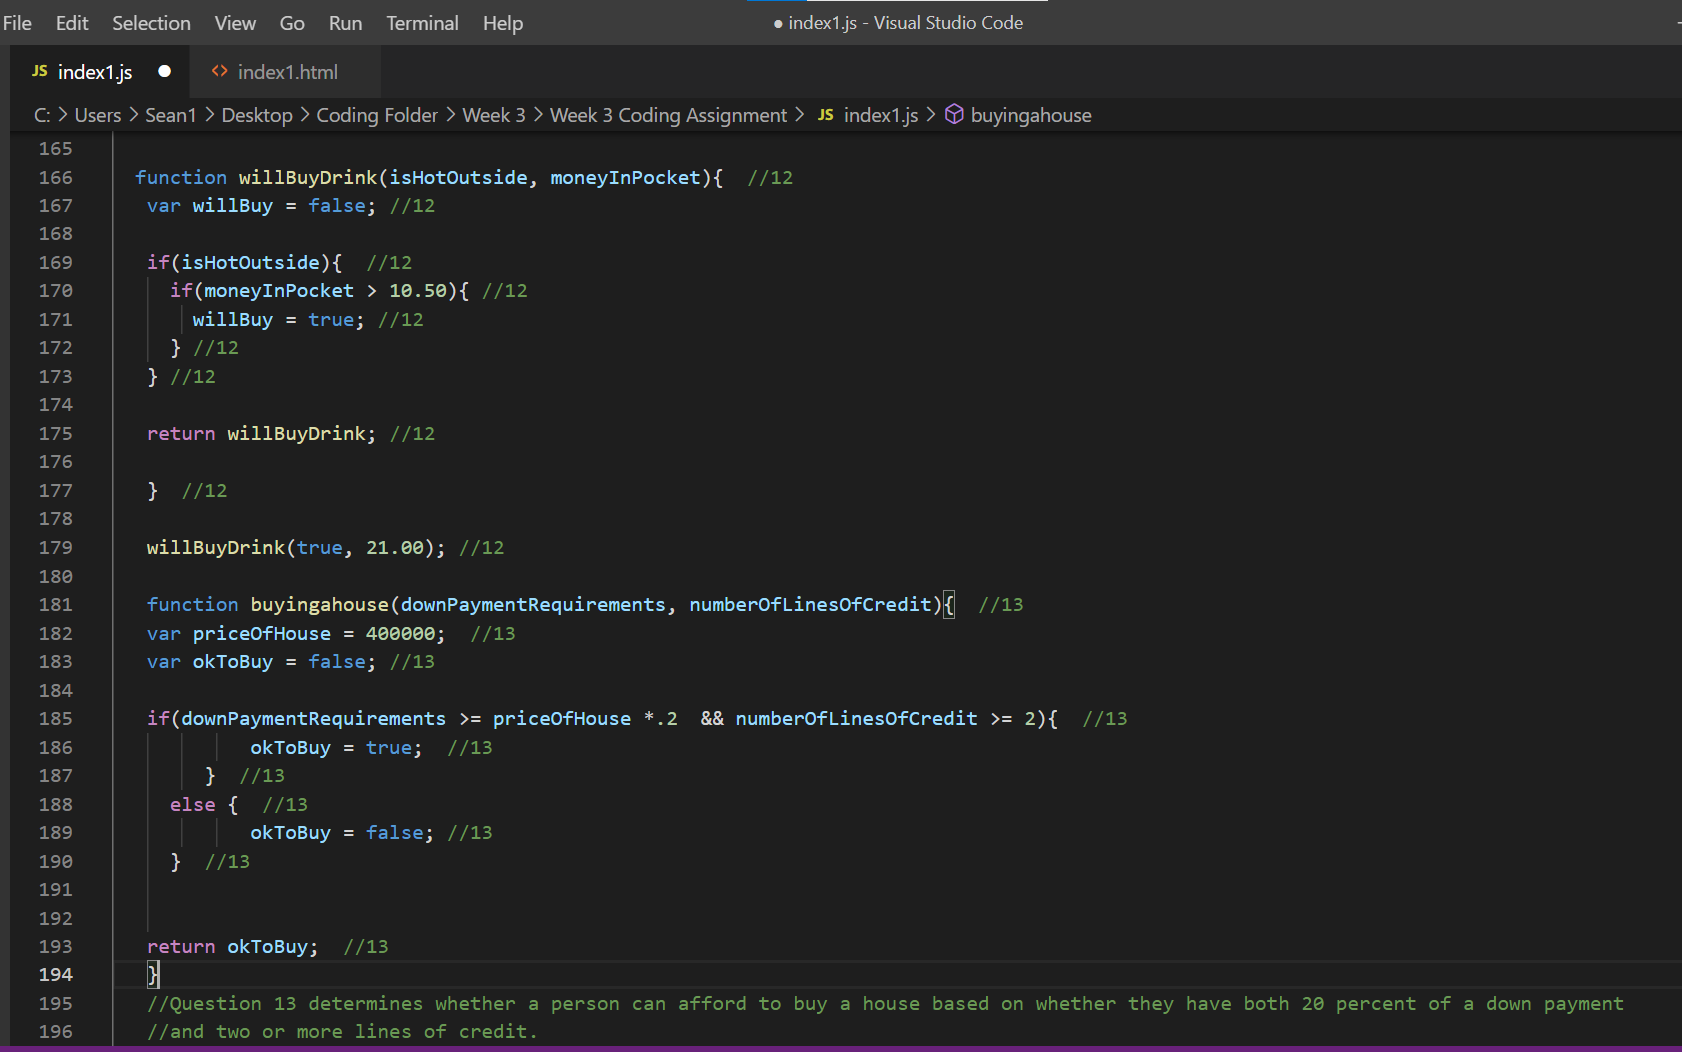 File Edit Selection View Go Run Terminal Help ● index1.js - Visual Studio Code
JS index1.js ● <> index1.html
C: > Users > Sean1 > Desktop > Coding Folder > Week 3 > Week 3 Coding Assignment > JS index1.js > buyingahouse
165
166 function willBuyDrink(isHotOutside, moneyInPocket){  //12
167 var willBuy = false; //12
168
169 if(isHotOutside){  //12
170 if(moneyInPocket > 10.50){ //12
171 willBuy = true; //12
172 } //12
173 } //12
174
175 return willBuyDrink; //12
176
177 }  //12
178
179 willBuyDrink(true, 21.00); //12
180
181 function buyingahouse(downPaymentRequirements, numberOfLinesOfCredit){  //13
182 var priceOfHouse = 400000;  //13
183 var okToBuy = false; //13
184
185 if(downPaymentRequirements >= priceOfHouse *.2  && numberOfLinesOfCredit >= 2){  //13
186 okToBuy = true;  //13
187 }  //13
188 else {  //13
189 okToBuy = false; //13
190 }  //13
191
192
193 return okToBuy;  //13
194 }
195 //Question 13 determines whether a person can afford to buy a house based on whether they have both 20 percent of a down payment
196 //and two or more lines of credit.